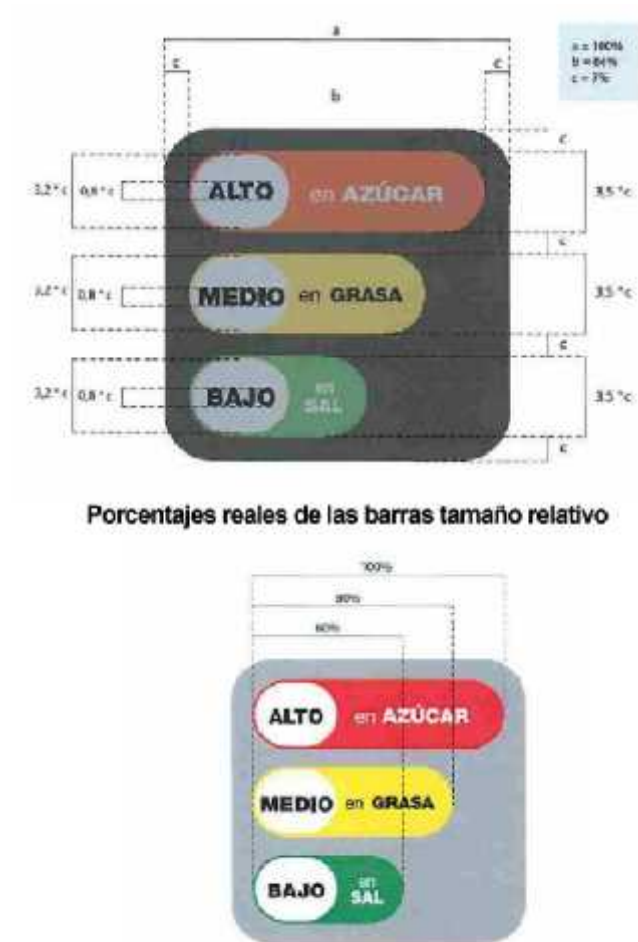 a
a = 100%
b = 84%
c = 7%
c
c
b
c
3,2 * c
0,8 * c
ALTO en AZÚCAR
3,5 *c
c
3,2 * c
0,8 * c
MEDIO en GRASA
3,5 *c
c
3,2 * c
0,8 * c
BAJO en SAL
3,5 *c
c
Porcentajes reales de las barras tamaño relativo
100%
80%
60%
ALTO en AZÚCAR
MEDIO en GRASA
BAJO en SAL